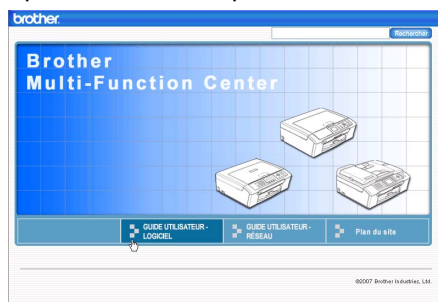 brother.
Rechercher
Brother
Multi-Function Center
GUIDE UTILISATEUR -
LOGICIEL
GUIDE UTILISATEUR -
RÉSEAU
Plan du site
©2007 Brother Industries, Ltd.